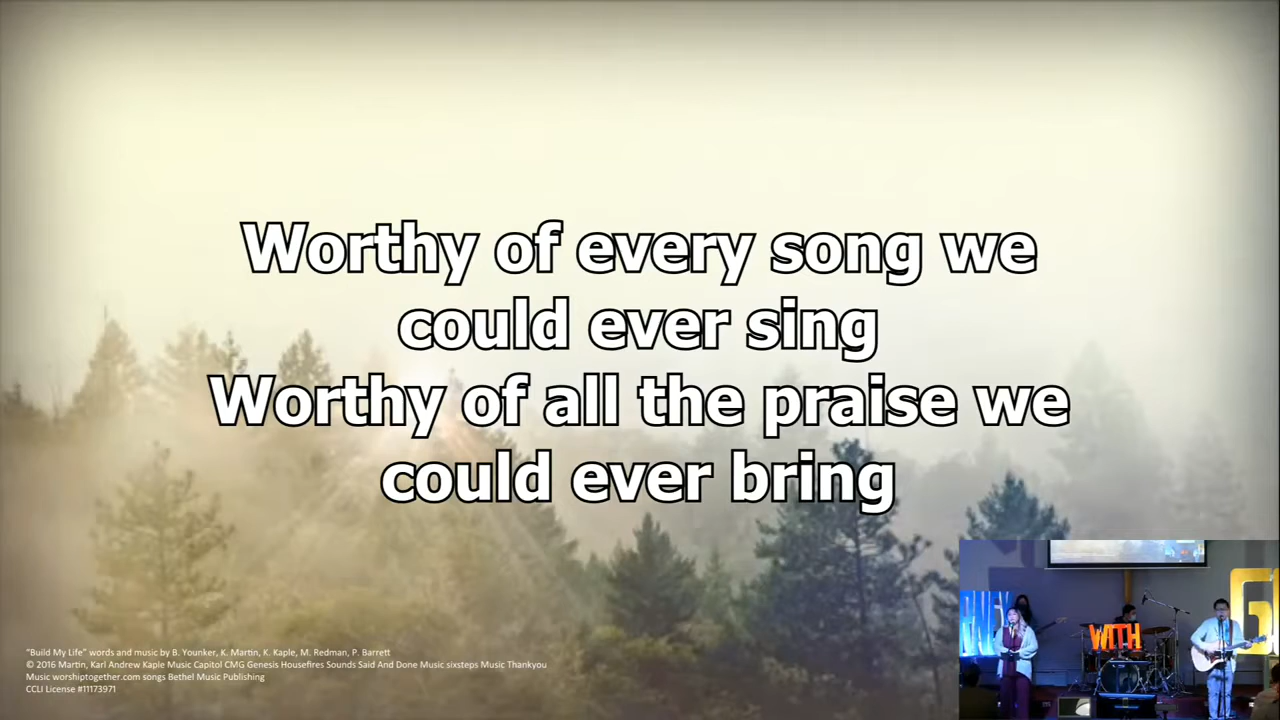 Worthy of every song we
could ever sing
Worthy of all the praise we
could ever bring
"Build My Life" words and music by B. Younker, K. Martin, K. Kaple, M. Redman, P. Barrett
© 2016 Martin, Karl Andrew Kaple Music Capitol CMG Genesis Housefires Sounds Said And Done Music sixsteps Music Thankyou
Music worshiptogether.com songs Bethel Music Publishing
CCLI License #11173971
WITH